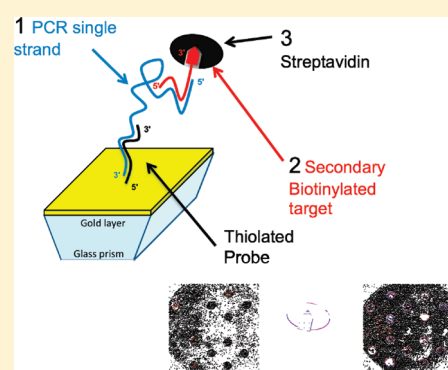 1 PCR single
strand
3
Streptavidin
3'
5'
5'
2 Secondary
Biotinylated
target
3'
3'
5'
Gold layer
Glass prism
Thiolated
Probe